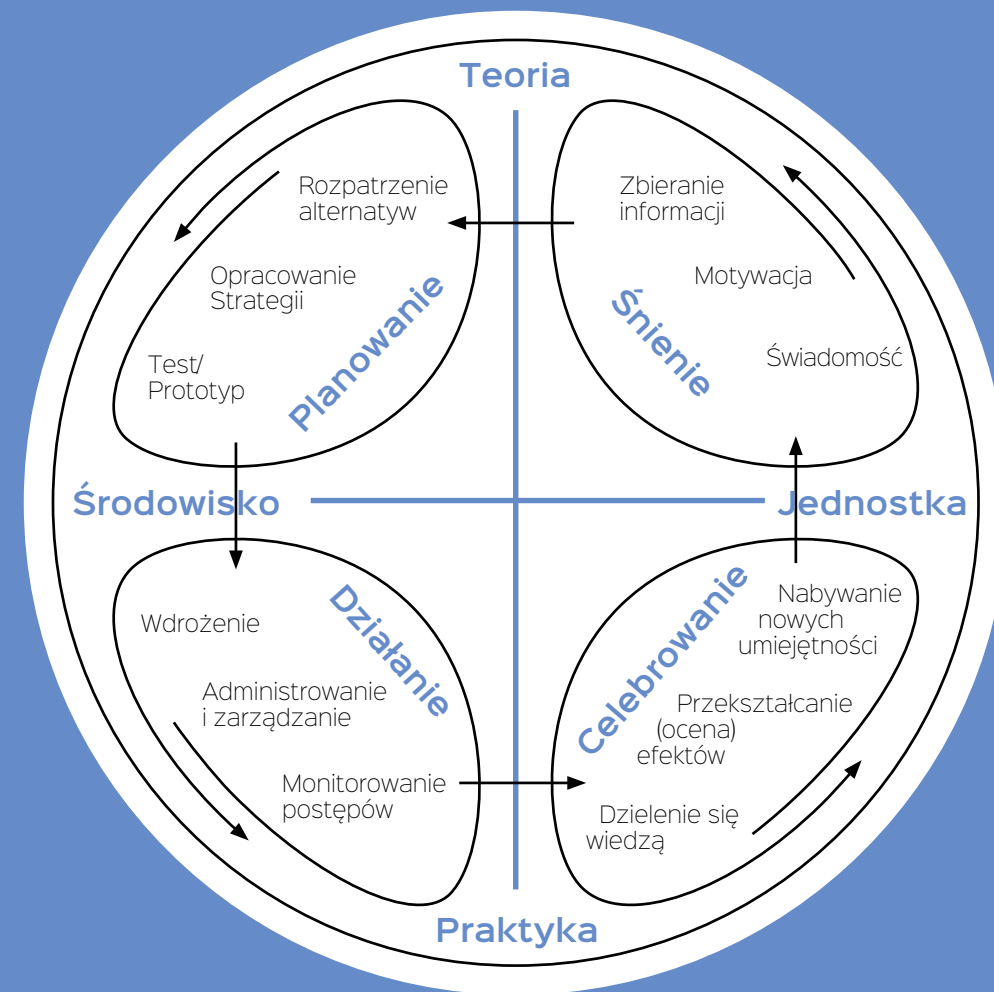 Teoria
Rozpatrzenie
alternatyw
Opracowanie
Strategii
Test/
Prototyp
Planowanie
Zbieranie
informacji
Motywacja
Świadomość
Śnienie
Środowisko
Jednostka
Wdrożenie
Administrowanie
i zarządzanie
Monitorowanie
postępów
Działanie
Celebrowanie
Nabywanie
nowych
umiejętności
Przekształcanie
(ocena)
efektów
Dzielenie się
wiedzą
Praktyka